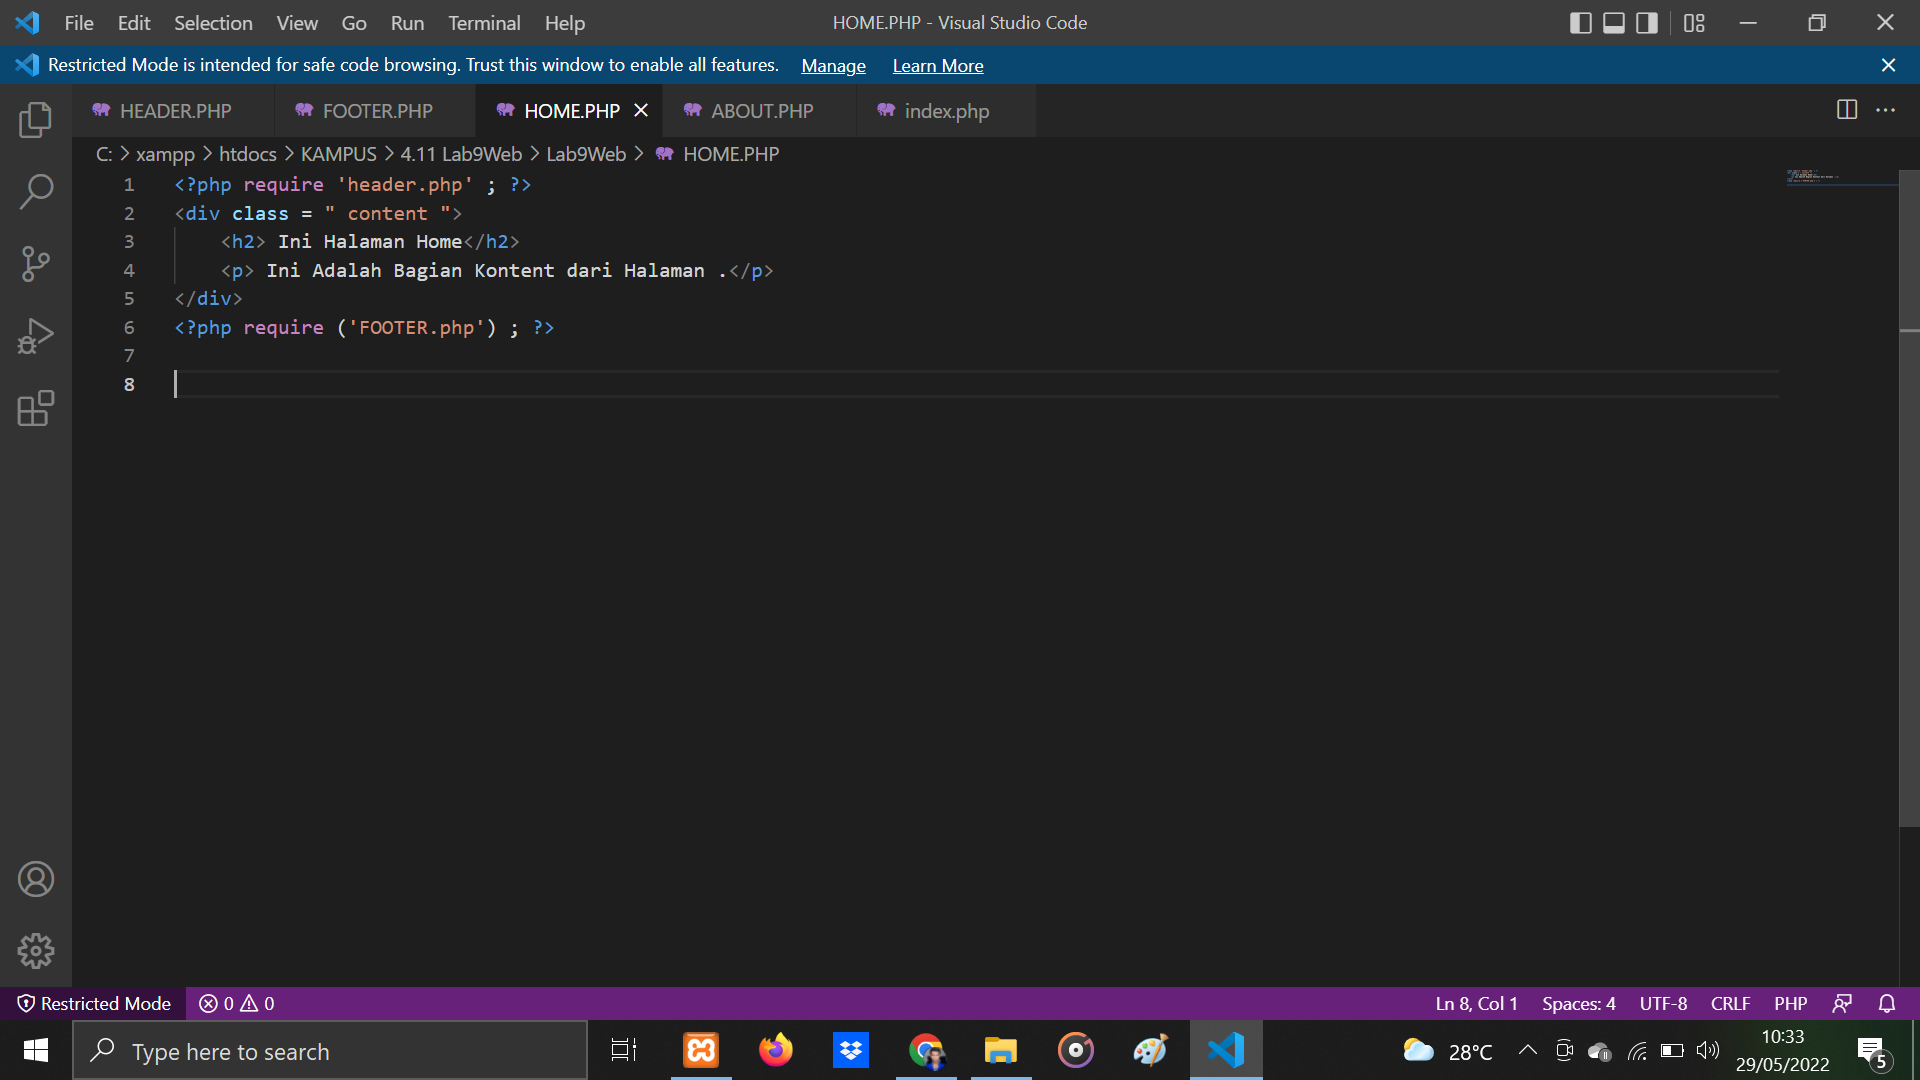 File Edit Selection View Go Run Terminal Help HOME.PHP - Visual Studio Code
Restricted Mode is intended for safe code browsing. Trust this window to enable all features. Manage Learn More
HEADER.PHP FOOTER.PHP HOME.PHP ABOUT.PHP index.php
C: > xampp > htdocs > KAMPUS > 4.11 Lab9Web > Lab9Web > HOME.PHP
1 <?php require 'header.php' ; ?>
2 <div class = " content ">
3 <h2> Ini Halaman Home</h2>
4 <p> Ini Adalah Bagian Kontent dari Halaman .</p>
5 </div>
6 <?php require ('FOOTER.php') ; ?>
7
8
Restricted Mode 0 0 Ln 8, Col 1 Spaces: 4 UTF-8 CRLF PHP
Type here to search 28°C 10:33
29/05/2022 5